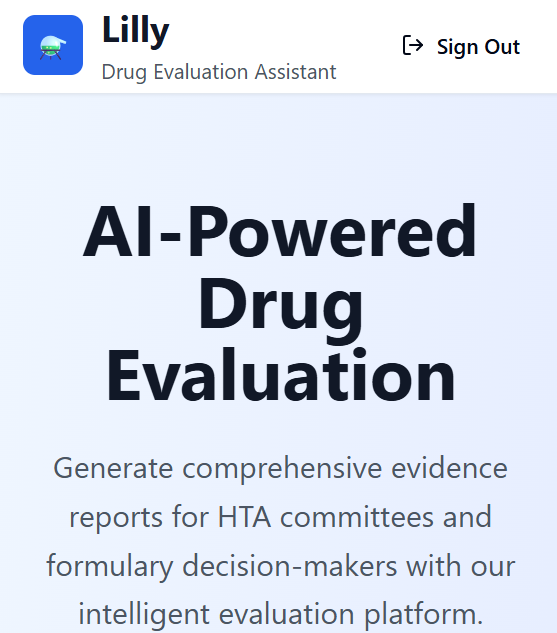 Lilly
Drug Evaluation Assistant
Sign Out
AI-Powered
Drug
Evaluation
Generate comprehensive evidence
reports for HTA committees and
formulary decision-makers with our
intelligent evaluation platform.